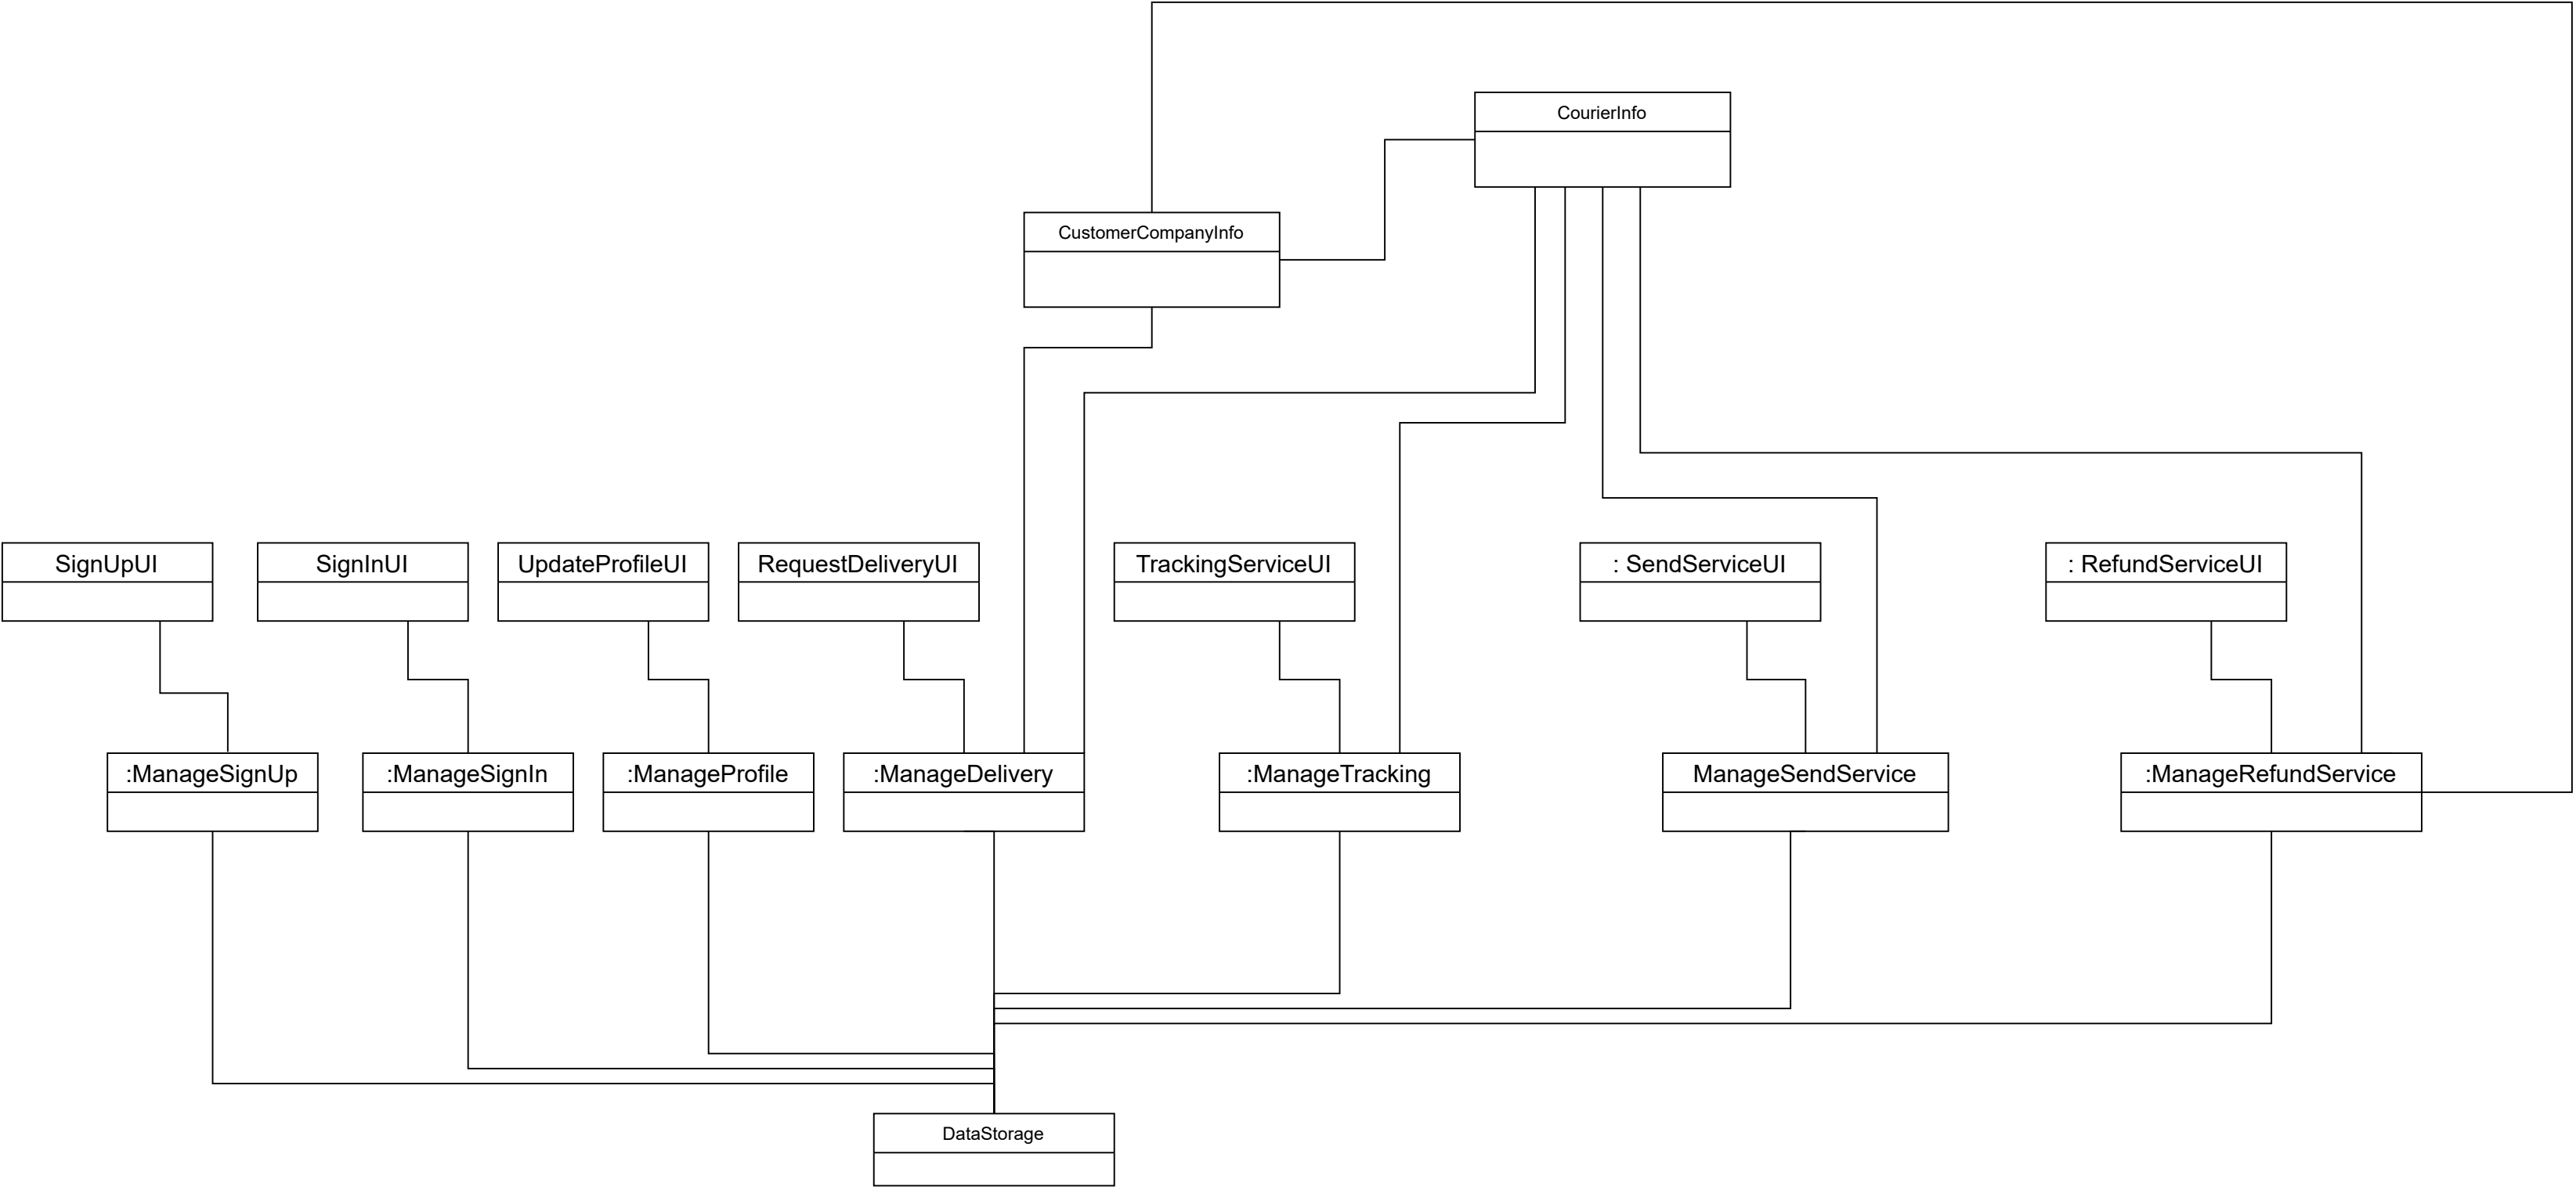 CourierInfo
CustomerCompanyInfo
SignUpUI
SignInUI
UpdateProfileUI
RequestDeliveryUI
TrackingServiceUI
: SendServiceUI
: RefundServiceUI
:ManageSignUp
:ManageSignIn
:ManageProfile
:ManageDelivery
:ManageTracking
ManageSendService
:ManageRefundService
DataStorage